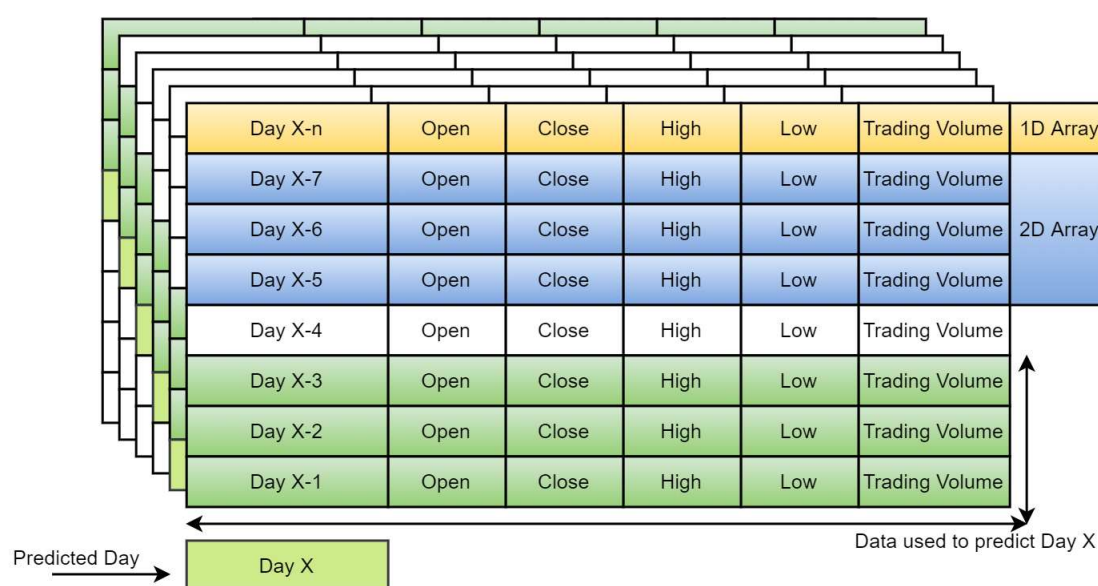 Day X-n Open Close High Low Trading Volume 1D Array
Day X-7 Open Close High Low Trading Volume
Day X-6 Open Close High Low Trading Volume 2D Array
Day X-5 Open Close High Low Trading Volume
Day X-4 Open Close High Low Trading Volume
Day X-3 Open Close High Low Trading Volume
Day X-2 Open Close High Low Trading Volume
Day X-1 Open Close High Low Trading Volume
Data used to predict Day X
Predicted Day
Day X